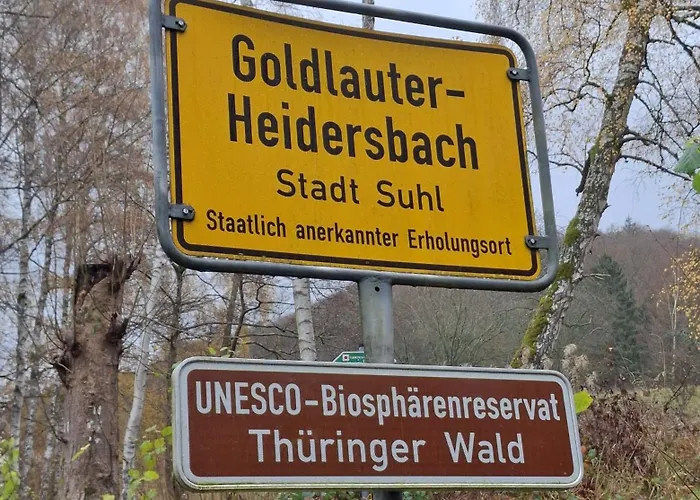 Goldlauter-
Heidersbach
Stadt Suhl
Staatlich anerkannter Erholungsort
UNESCO-Biosphärenreservat
Thüringer Wald